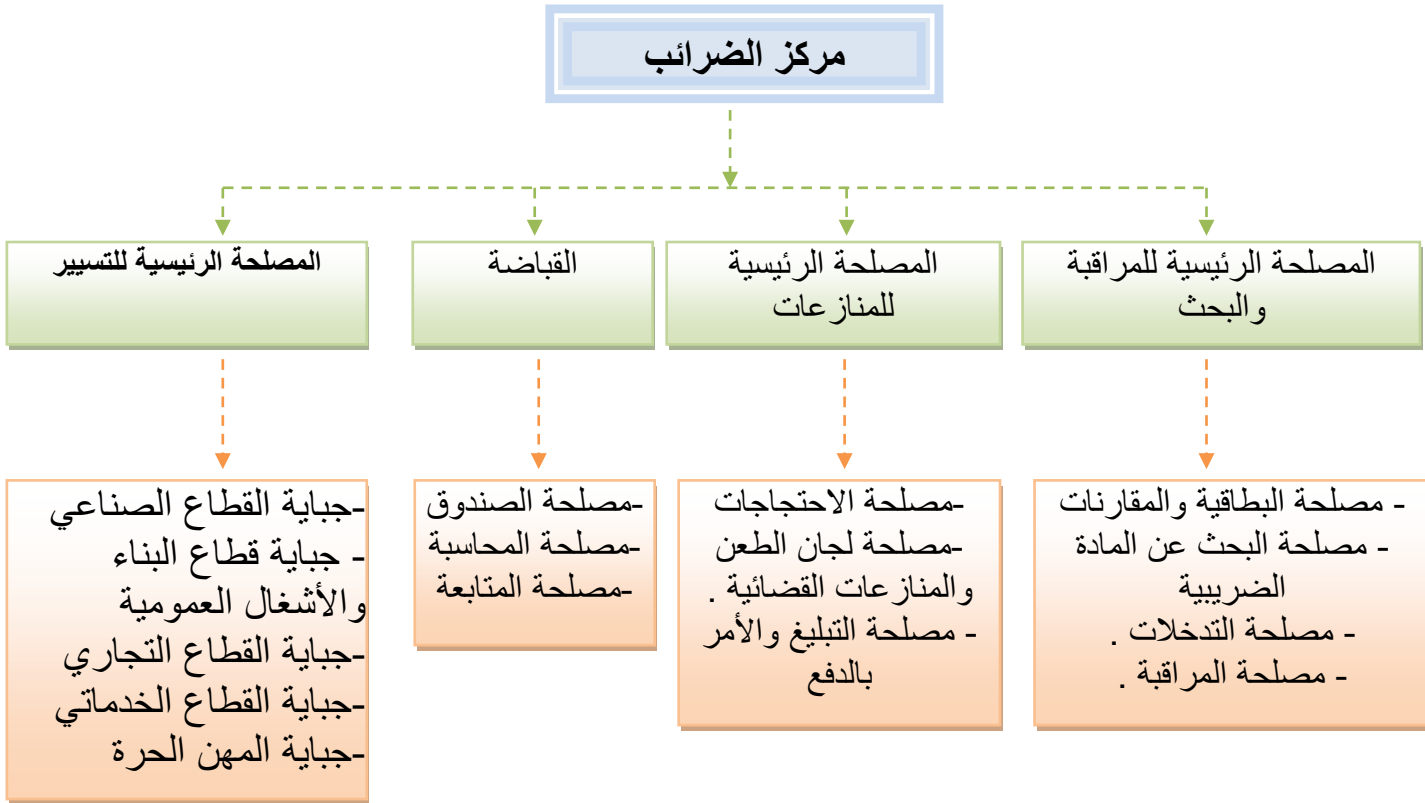 مركز الضرائب
المصلحة الرئيسية للمراقبة
والبحث
المصلحة الرئيسية
للمنازعات
القباضة
المصلحة الرئيسية للتسيير
- مصلحة البطاقية والمقارنات
- مصلحة البحث عن المادة
الضريبية
- مصلحة التدخلات .
- مصلحة المراقبة .
-مصلحة الاحتجاجات
-مصلحة لجان الطعن
والمنازعات القضائية .
- مصلحة التبليغ والأمر
بالدفع
-مصلحة الصندوق
-مصلحة المحاسبة
-مصلحة المتابعة
-جباية القطاع الصناعي
- جباية قطاع البناء
والأشغال العمومية
-جباية القطاع التجاري
-جباية القطاع الخدماتي
-جباية المهن الحرة